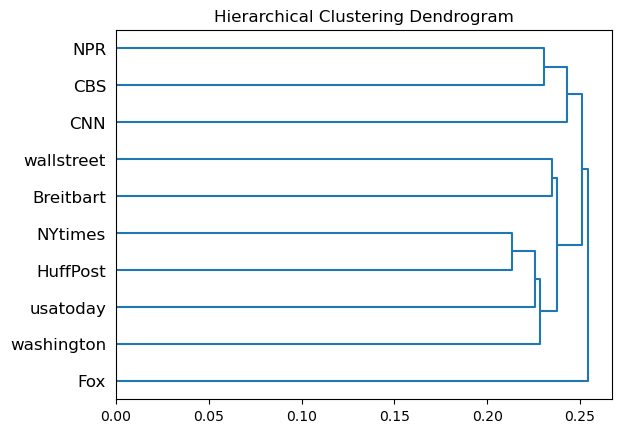 Hierarchical Clustering Dendrogram
NPR
CBS
CNN
wallstreet
Breitbart
NYtimes
HuffPost
usatoday
washington
Fox
0.00 0.05 0.10 0.15 0.20 0.25